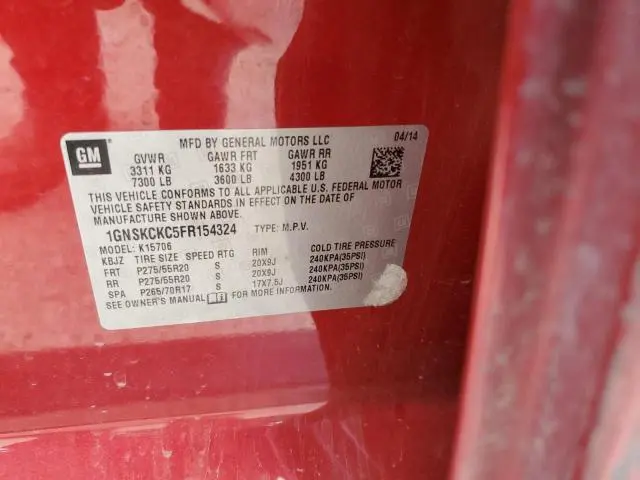 GM
MFD BY GENERAL MOTORS LLC 04/14
GVWR GAWR FRT GAWR RR
3311 KG 1633 KG 1951 KG
7300 LB 3600 LB 4300 LB
THIS VEHICLE CONFORMS TO ALL APPLICABLE U.S. FEDERAL MOTOR
VEHICLE SAFETY STANDARDS IN EFFECT ON THE DATE OF
MANUFACTURE SHOWN ABOVE.
1GNSKCKC5FR154324 TYPE: M.P.V.
MODEL: K15706
KBJZ TIRE SIZE SPEED RTG RIM COLD TIRE PRESSURE
FRT P275/55R20 S 20X9J 240KPA(35PSI)
RR P275/55R20 S 20X9J 240KPA(35PSI)
SPA P265/70R17 S 17X7.5J 240KPA(35PSI)
SEE OWNER'S MANUAL FOR MORE INFORMATION.